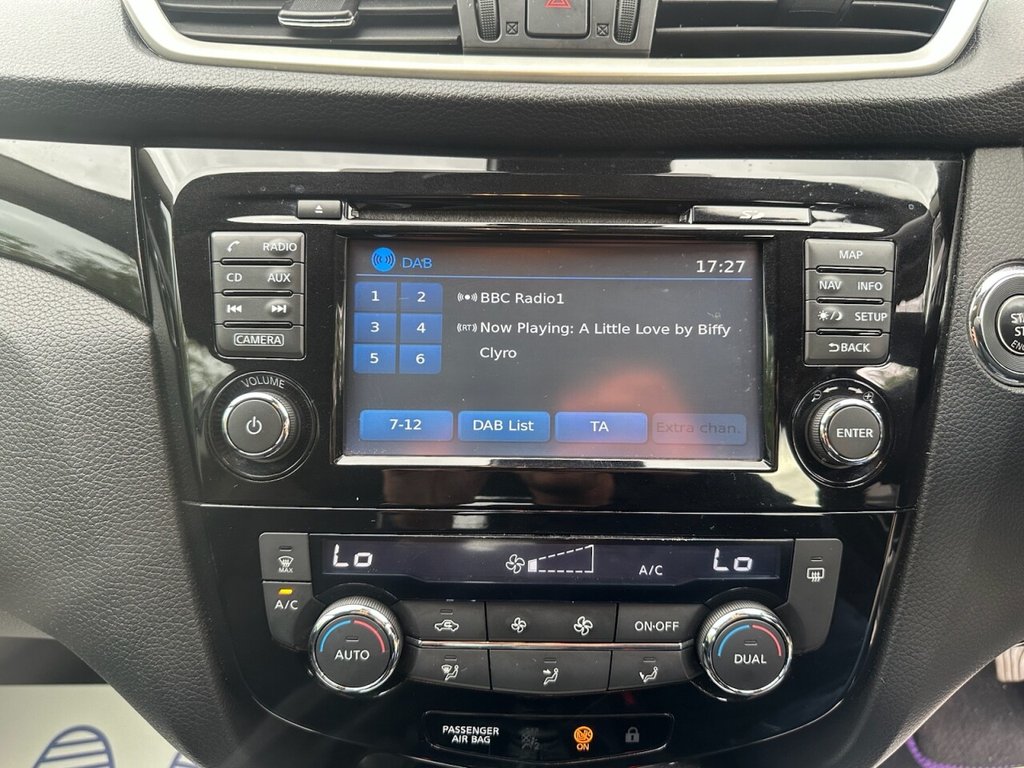 RADIO
CD AUX
CAMERA
VOLUME
DAB
17:27
1 2
3 4
5 6
BBC Radio1
(RT) Now Playing: A Little Love by Biffy
Clyro
7-12 DAB List TA Extra chan.
SD
MAP
NAV INFO
SETUP
BACK
ENTER
Lo A/C Lo
MAX
A/C
AUTO
ON·OFF
DUAL
PASSENGER
AIR BAG
ON